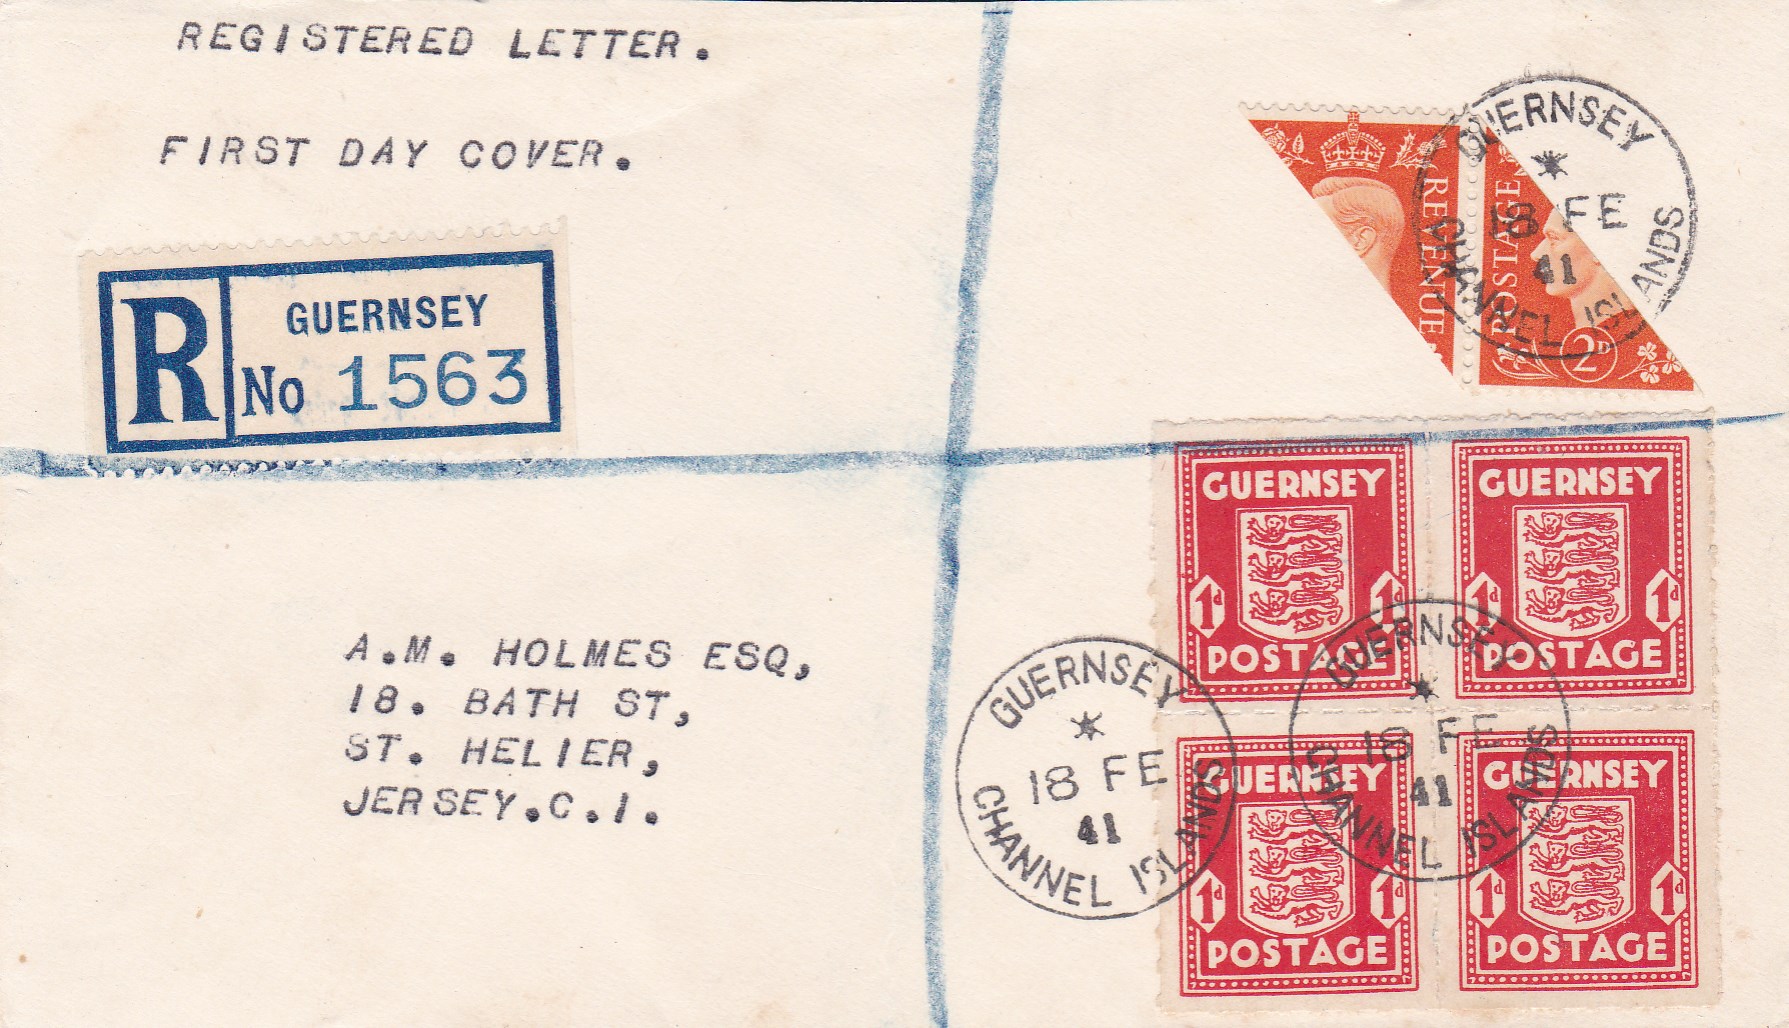 REGISTERED LETTER.
FIRST DAY COVER.
R GUERNSEY
No 1563
REVENUE
POSTAGE
2D
GUERNSEY
18 FE
41
CHANNEL ISLANDS
A.M. HOLMES ESQ,
18. BATH ST,
ST. HELIER,
JERSEY.C.I.
GUERNSEY
1d 1d
POSTAGE
GUERNSEY
1d 1d
POSTAGE
GUERNSEY
18 FE
41
CHANNEL ISLANDS
GUERNSEY
18 FE
41
CHANNEL ISLANDS
GUERNSEY
1d 1d
POSTAGE
GUERNSEY
1d 1d
POSTAGE